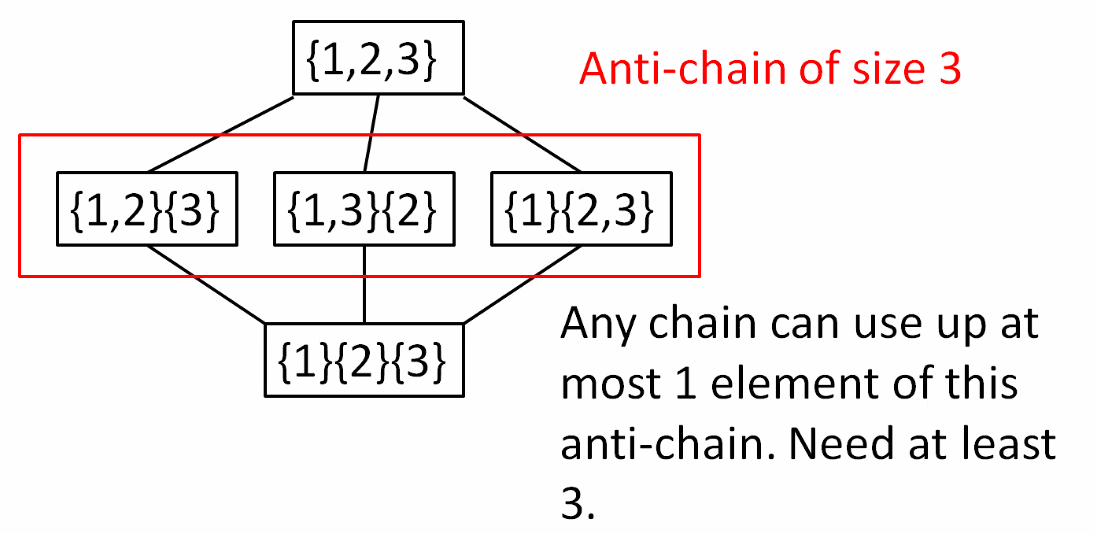 {1,2,3}
Anti-chain of size 3
{1,2}{3}
{1,3}{2}
{1}{2,3}
{1}{2}{3}
Any chain can use up at
most 1 element of this
anti-chain. Need at least
3.